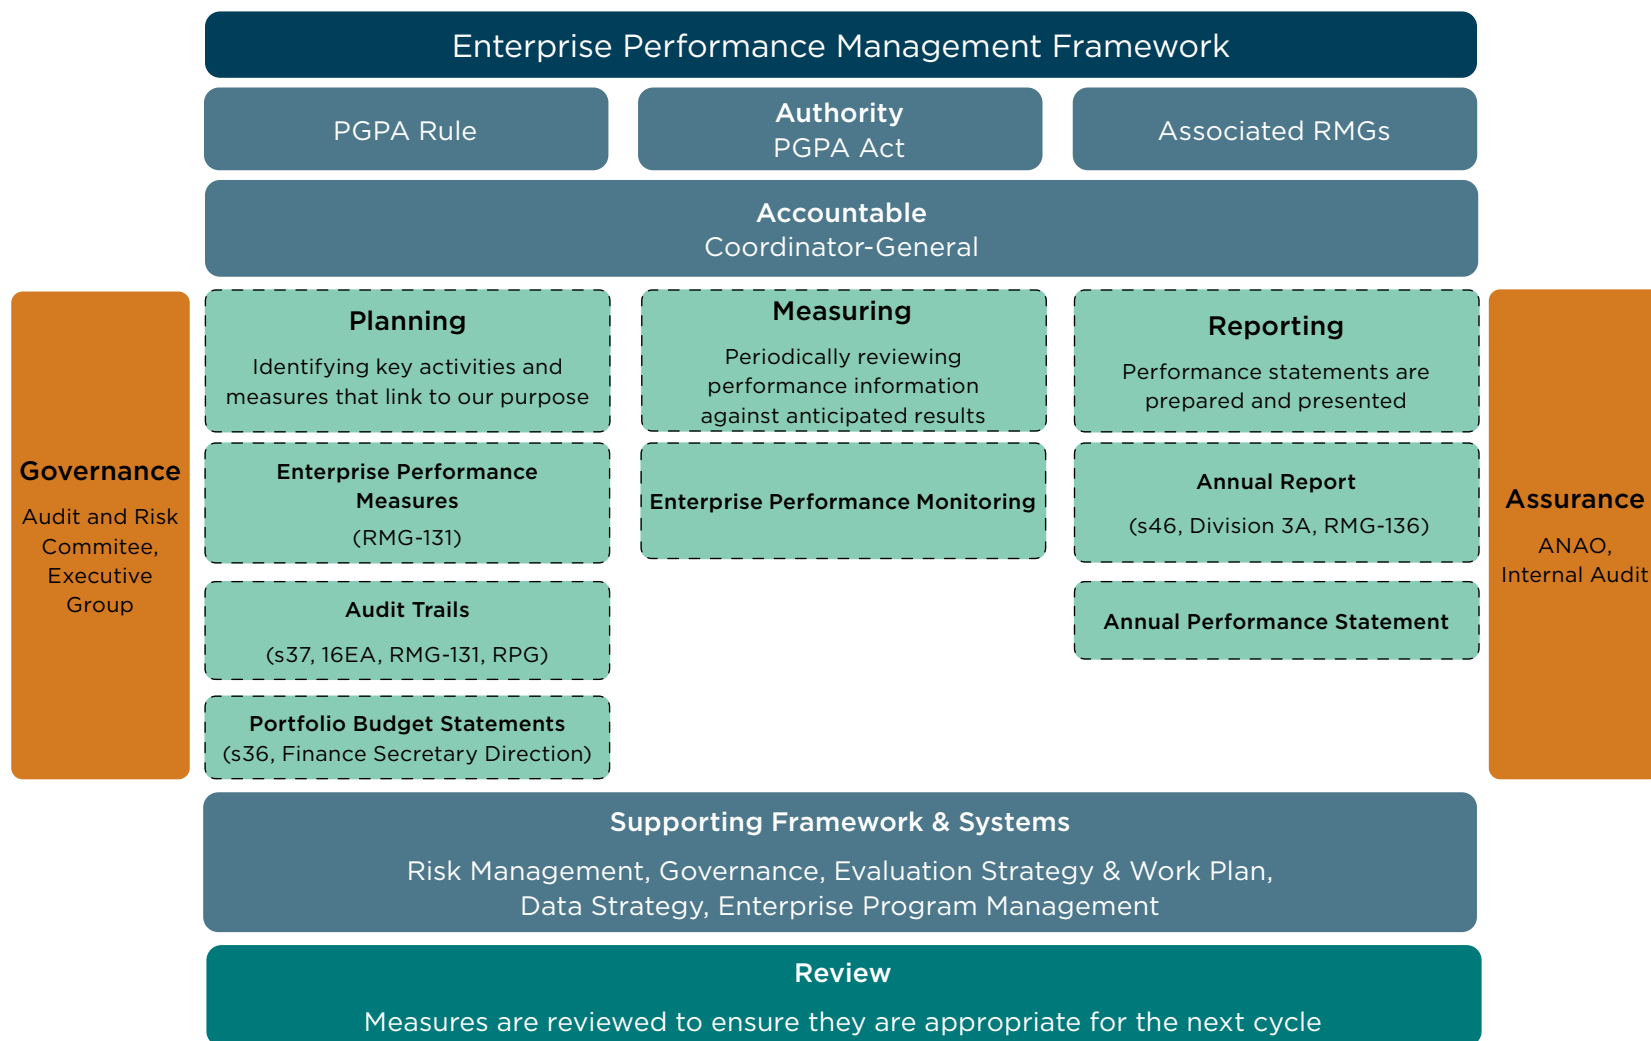 Enterprise Performance Management Framework
PGPA Rule
Authority
PGPA Act
Associated RMGs
Accountable
Coordinator-General
Governance
Audit and Risk
Commitee,
Executive
Group
Planning
Identifying key activities and
measures that link to our purpose
Enterprise Performance
Measures
(RMG-131)
Audit Trails
(s37, 16EA, RMG-131, RPG)
Portfolio Budget Statements
(s36, Finance Secretary Direction)
Measuring
Periodically reviewing
performance information
against anticipated results
Enterprise Performance Monitoring
Reporting
Performance statements are
prepared and presented
Annual Report
(s46, Division 3A, RMG-136)
Annual Performance Statement
Assurance
ANAO,
Internal Audit
Supporting Framework & Systems
Risk Management, Governance, Evaluation Strategy & Work Plan,
Data Strategy, Enterprise Program Management
Review
Measures are reviewed to ensure they are appropriate for the next cycle